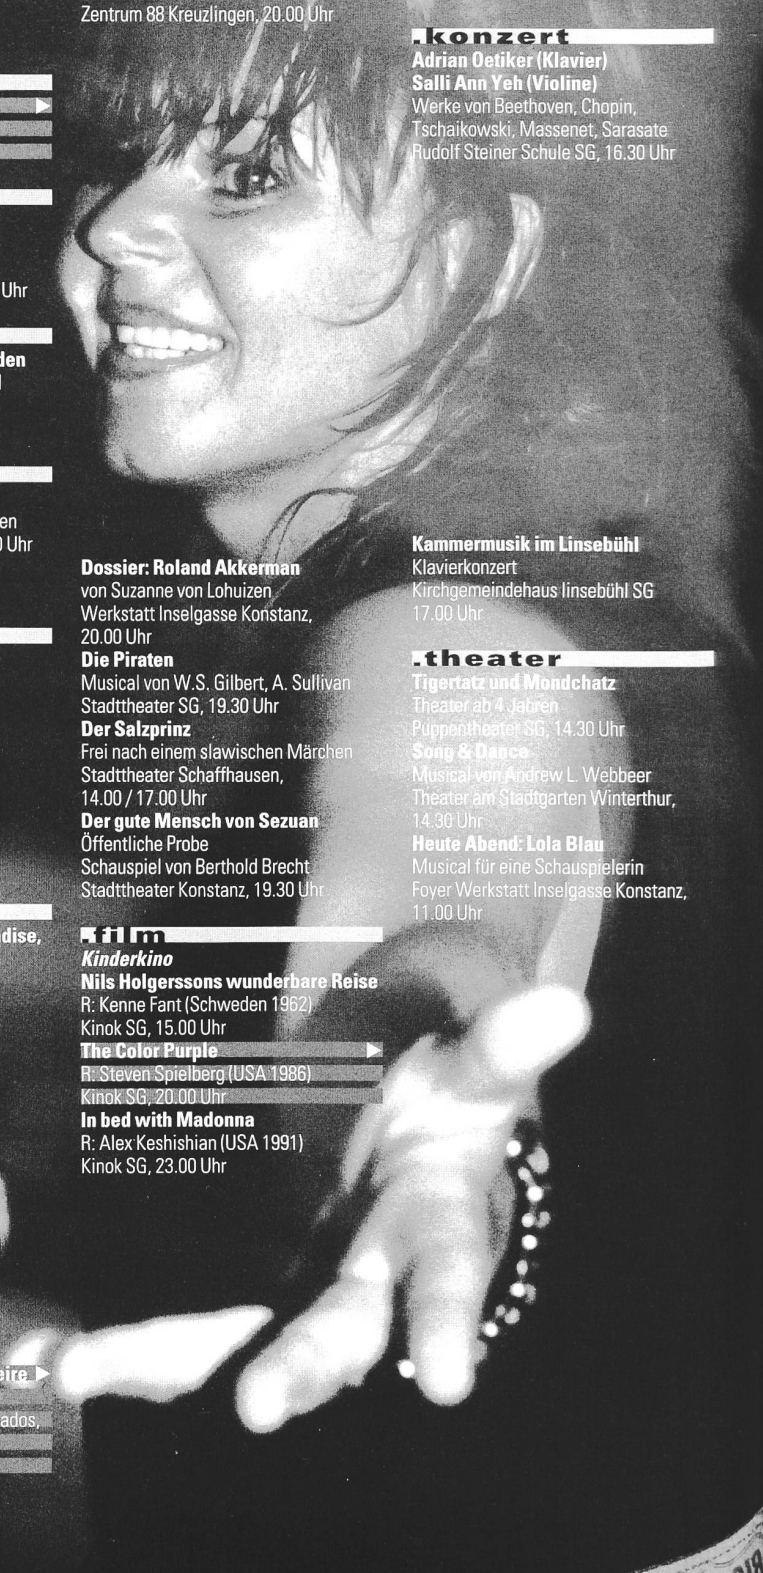 Uhr
den
en
0 Uhr
dise,
eire
ados,
Zentrum 88 Kreuzlingen, 20.00 Uhr
Dossier: Roland Akkerman
von Suzanne von Lohuizen
Werkstatt Inselgasse Konstanz,
20.00 Uhr
Die Piraten
Musical von W.S. Gilbert, A. Sullivan
Stadttheater SG, 19.30 Uhr
Der Salzprinz
Frei nach einem slawischen Märchen
Stadttheater Schaffhausen,
14.00 / 17.00 Uhr
Der gute Mensch von Sezuan
Öffentliche Probe
Schauspiel von Berthold Brecht
Stadttheater Konstanz, 19.30 Uhr
.film
Kinderkino
Nils Holgerssons wunderbare Reise
R: Kenne Fant (Schweden 1962)
Kinok SG, 15.00 Uhr
The Color Purple
R: Steven Spielberg (USA 1986)
Kinok SG, 20.00 Uhr
In bed with Madonna
R: Alex Keshishian (USA 1991)
Kinok SG, 23.00 Uhr
.konzert
Adrian Oetiker (Klavier)
Salli Ann Yeh (Violine)
Werke von Beethoven, Chopin,
Tschaikowski, Massenet, Sarasate
Rudolf Steiner Schule SG, 16.30 Uhr
Kammermusik im Linsebühl
Klavierkonzert
Kirchgemeindehaus linsebühl SG
17.00 Uhr
.theater
Tigertatz und Mondchatz
Theater ab 4 Jahren
Puppentheater SG, 14.30 Uhr
Song & Dance
Musical von Andrew L. Webbeer
Theater am Stadtgarten Winterthur,
14.30 Uhr
Heute Abend: Lola Blau
Musical für eine Schauspielerin
Foyer Werkstatt Inselgasse Konstanz,
11.00 Uhr